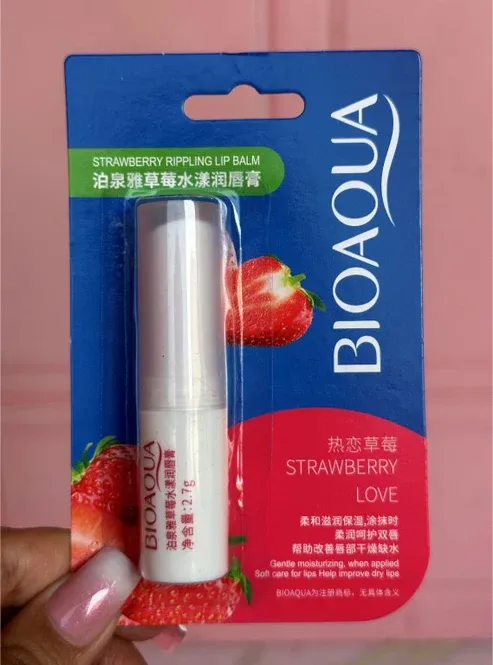 STRAWBERRY RIPPLING LIP BALM
泊泉雅草莓水漾润唇膏
BIOAQUA
BIOAQUA
泊泉雅草莓水漾润唇膏
净含量:2.7g
热恋草莓
STRAWBERRY
LOVE
柔和滋润保湿,涂抹时
柔润呵护双唇
帮助改善唇部干燥缺水
Gentle moisturizing, when applied
Soft care for lips Help improve dry lips
BIOAQUA为注册商标，无具体含义